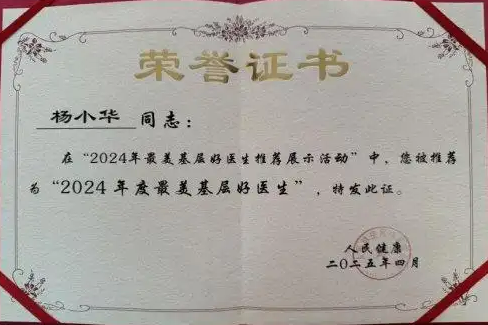 荣誉证书
杨小华 同志：
在“2024年最美基层好医生推荐展示活动”中，您被推荐
为“2024年度最美基层好医生”，特发此证。
人民健康
二〇二五年四月